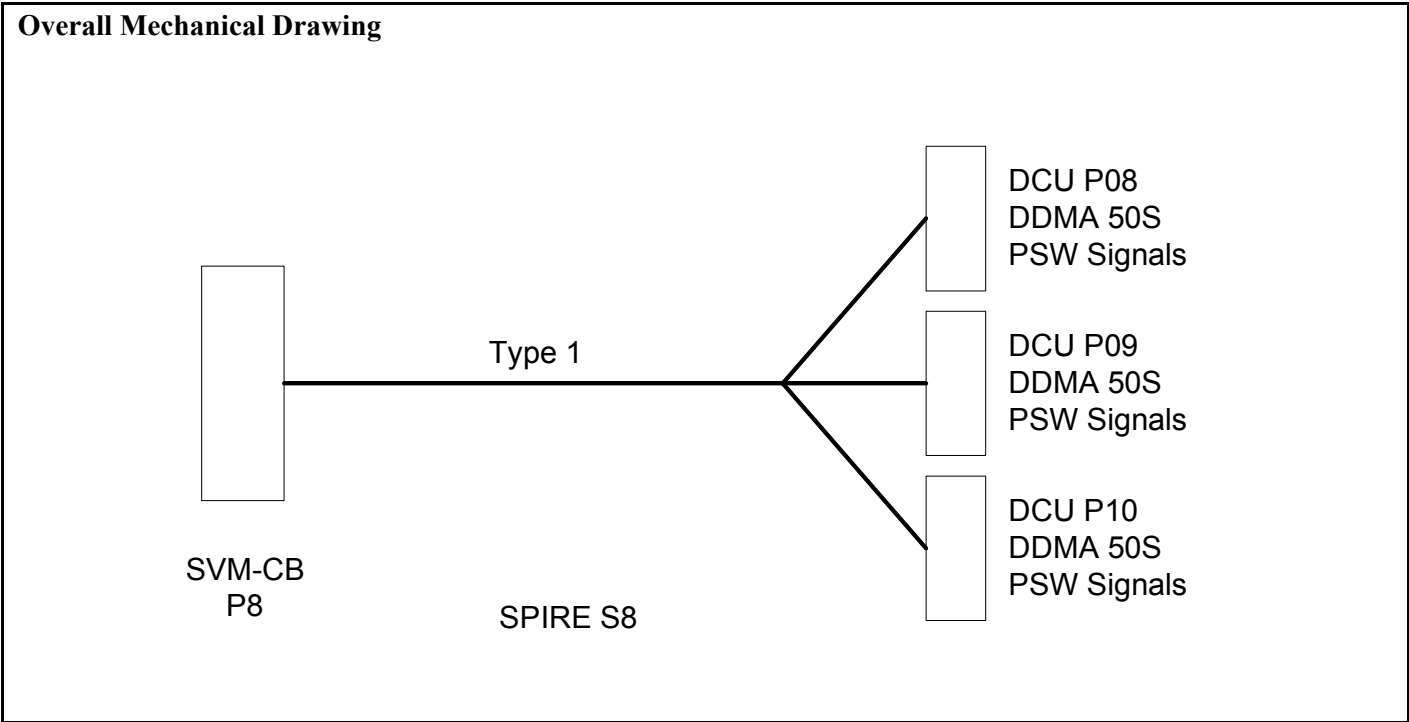 Overall Mechanical Drawing
DCU P08
DDMA 50S
PSW Signals
Type 1
DCU P09
DDMA 50S
PSW Signals
DCU P10
DDMA 50S
PSW Signals
SVM-CB
P8
SPIRE S8